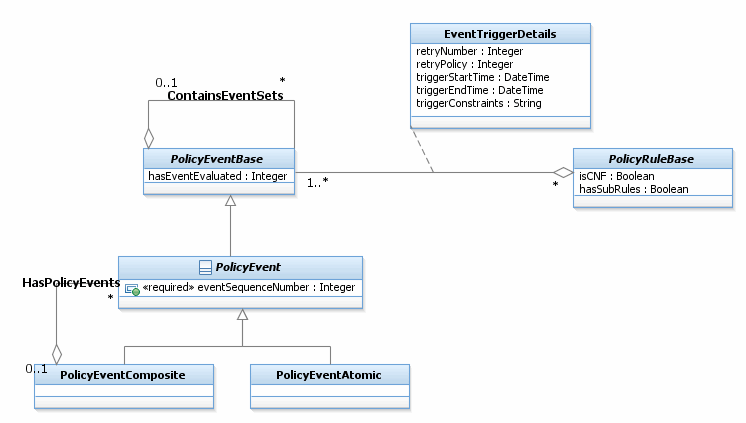 EventTriggerDetails
retryNumber : Integer
retryPolicy : Integer
triggerStartTime : DateTime
triggerEndTime : DateTime
triggerConstraints : String
0..1
*
ContainsEventSets
PolicyEventBase
hasEventEvaluated : Integer
1..*
*
PolicyRuleBase
isCNF : Boolean
hasSubRules : Boolean
PolicyEvent
«required» eventSequenceNumber : Integer
HasPolicyEvents
*
0..1
PolicyEventComposite
PolicyEventAtomic